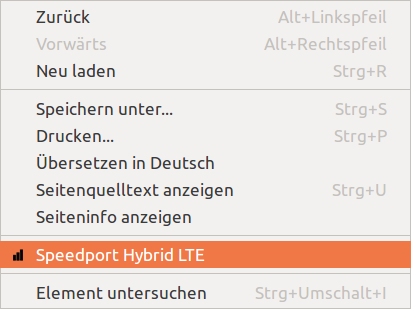 Zurück Alt+Linkspfeil
Vorwärts Alt+Rechtspfeil
Neu laden Strg+R
Speichern unter... Strg+S
Drucken... Strg+P
Übersetzen in Deutsch
Seitenquelltext anzeigen Strg+U
Seiteninfo anzeigen
Speedport Hybrid LTE
Element untersuchen Strg+Umschalt+I